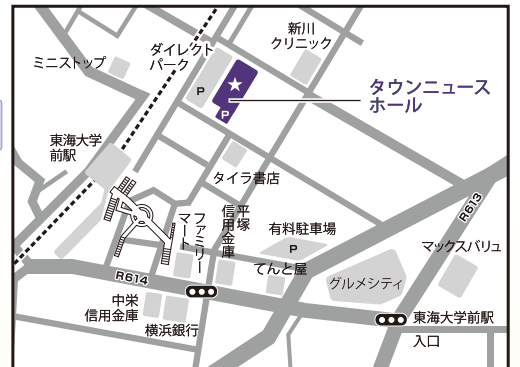 新川
クリニック
ダイレクト
パーク
ミニストップ
P
P
タウンニュース
ホール
東海大学
前駅
タイラ書店
R613
平塚
信用金庫
ファミリー
マート
有料駐車場
P
マックスバリュ
てんと屋
グルメシティ
R614
中栄
信用金庫
横浜銀行
東海大学前駅
入口